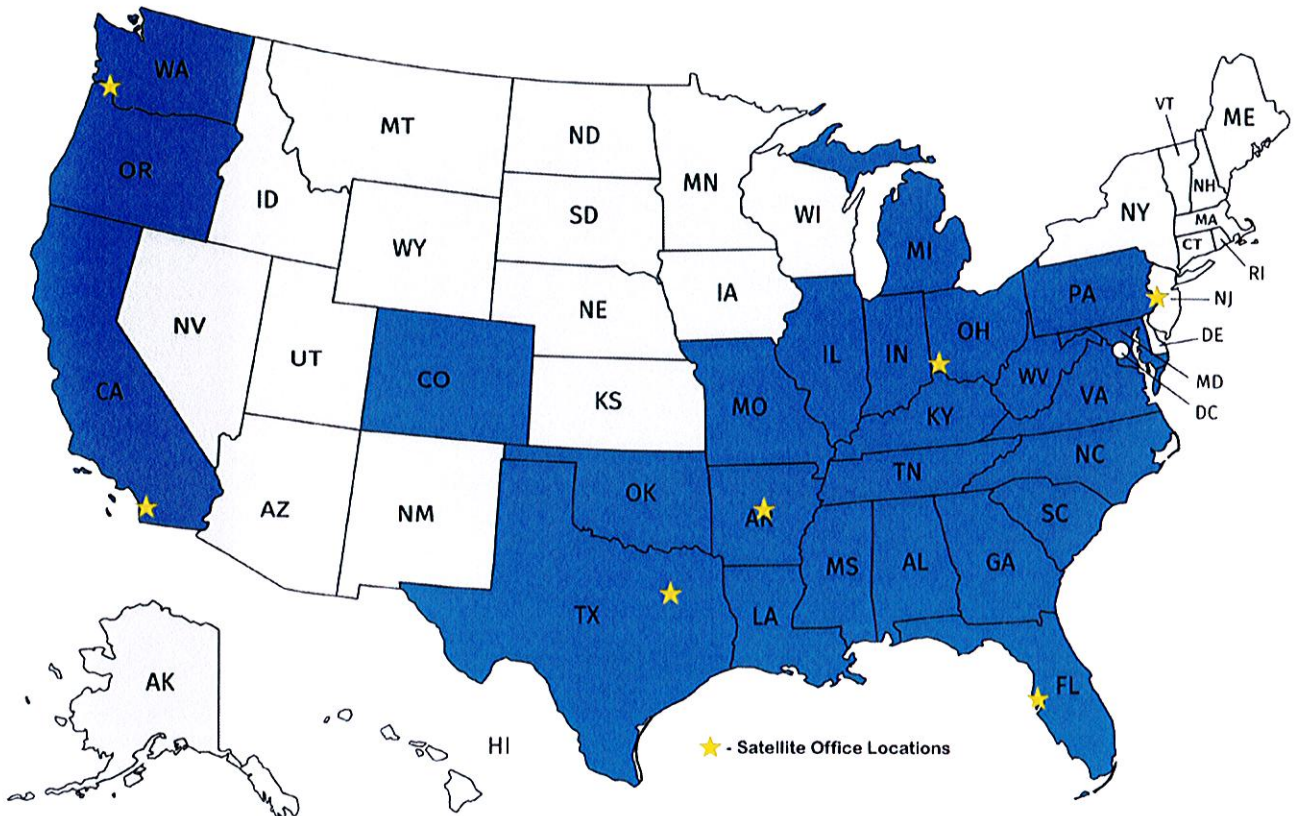 WA
MT
ND
MN
VT
ME
OR
ID
SD
WI
MI
NY
NH
MA
CT
RI
WY
IA
NE
PA
NJ
NV
UT
CO
IL
IN
OH
DE
CA
KS
MO
WV
VA
MD
DC
KY
AZ
NM
OK
AR
TN
NC
SC
MS
AL
GA
TX
LA
FL
AK
HI
- Satellite Office Locations